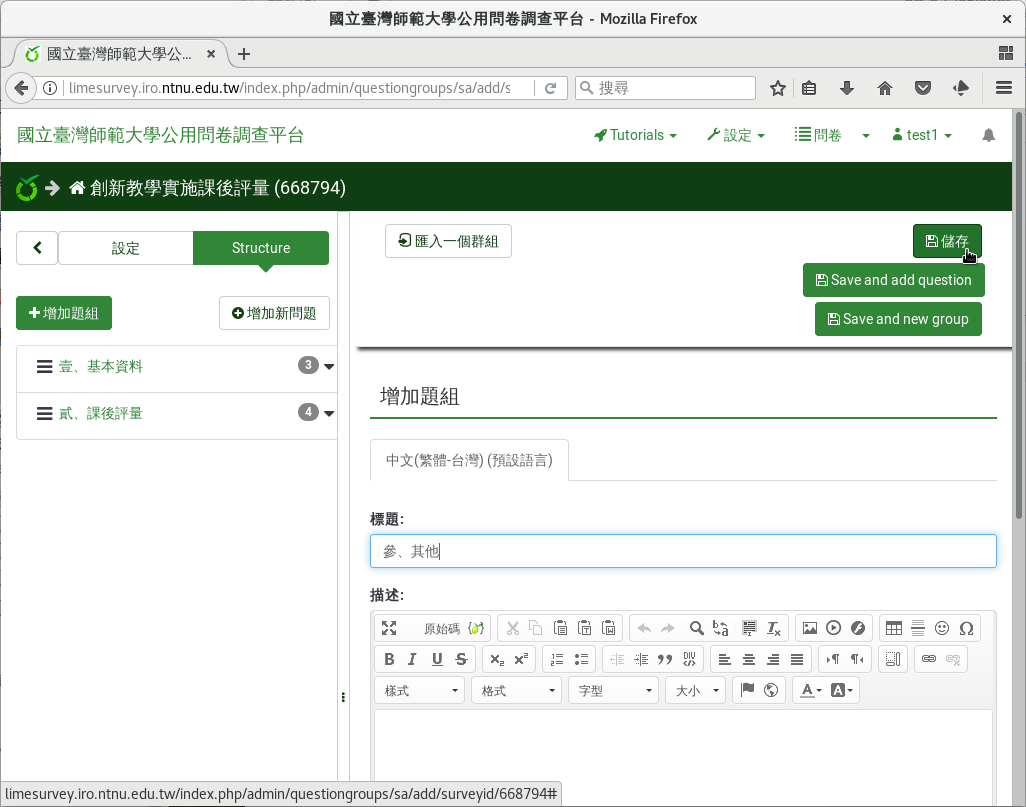 國立臺灣師範大學公用問卷調查平台 - Mozilla Firefox
國立臺灣師範大學公...
limesurvey.iro.ntnu.edu.tw/index.php/admin/questiongroups/sa/add/s
搜尋
國立臺灣師範大學公用問卷調查平台
Tutorials
設定
問卷
test1
創新教學實施課後評量 (668794)
設定
Structure
匯入一個群組
儲存
Save and add question
Save and new group
增加題組
增加新問題
壹、基本資料
3
貳、課後評量
4
增加題組
中文(繁體-台灣) (預設語言)
標題:
參、其他
描述:
原始碼
B I U S
樣式
格式
字型
大小
A
A
limesurvey.iro.ntnu.edu.tw/index.php/admin/questiongroups/sa/add/surveyid/668794#